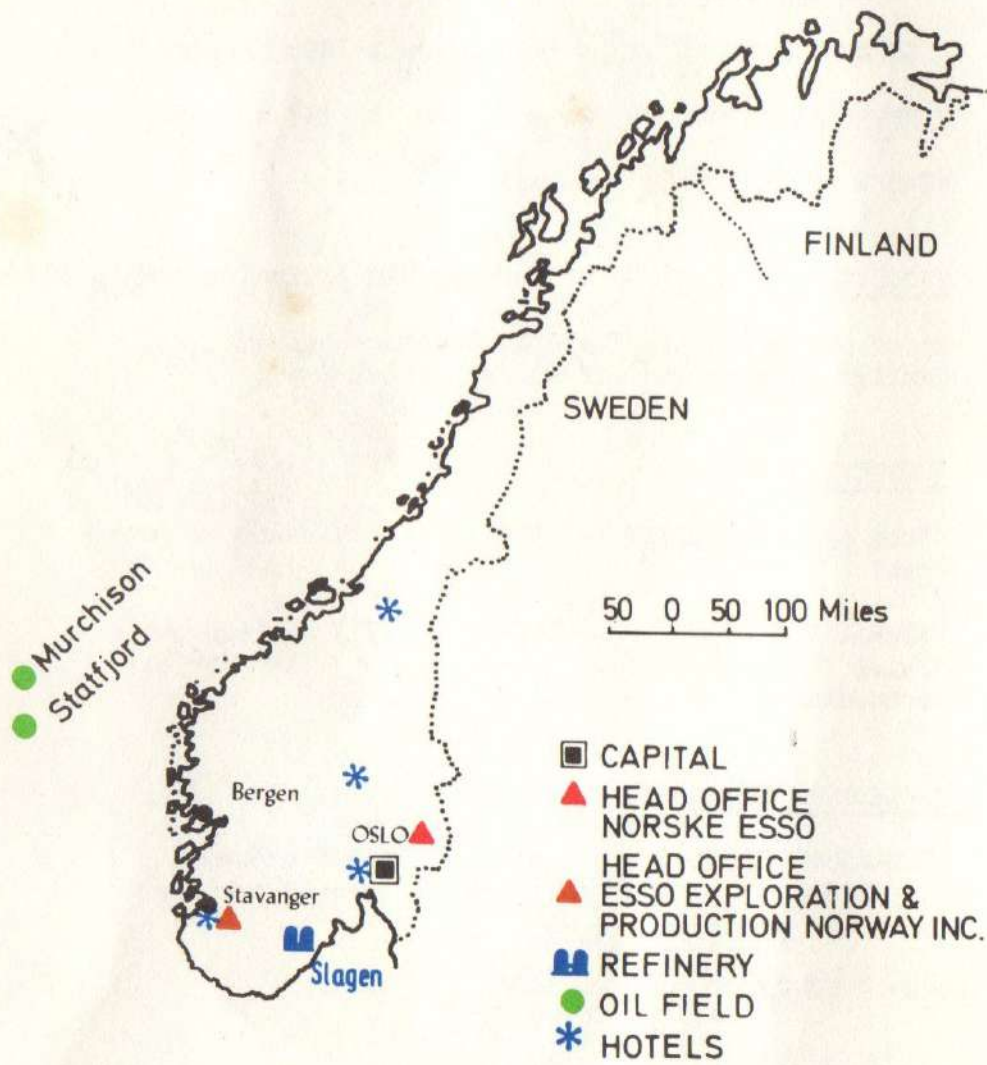 FINLAND
SWEDEN
Murchison
Statfjord
50 0 50 100 Miles
Bergen
OSLO
Stavanger
Slagen
CAPITAL
HEAD OFFICE
NORSKE ESSO
HEAD OFFICE
ESSO EXPLORATION &
PRODUCTION NORWAY INC.
REFINERY
OIL FIELD
HOTELS